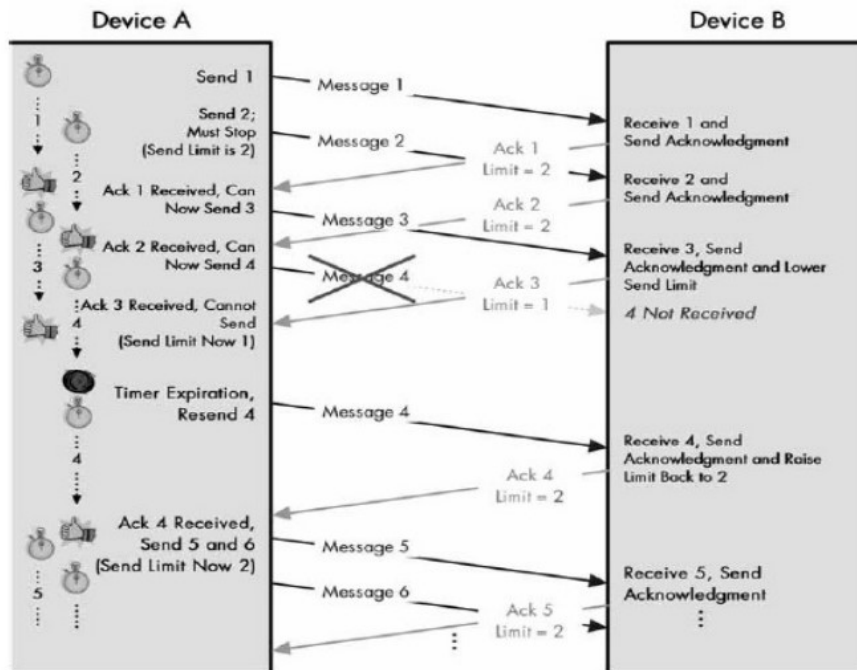 Device A
Device B
Send 1
Message 1
1
Send 2;
Must Stop
(Send Limit is 2)
Message 2
Receive 1 and
Send Acknowledgment
Ack 1
Limit = 2
2
Ack 1 Received, Can
Now Send 3
Receive 2 and
Send Acknowledgment
Ack 2
Limit = 2
Message 3
3
Ack 2 Received, Can
Now Send 4
Message 4
Receive 3, Send
Acknowledgment and Lower
Send Limit
Ack 3
Limit = 1
4 Not Received
Ack 3 Received, Cannot
Send
(Send Limit Now 1)
4
Timer Expiration,
Resend 4
Message 4
4
Receive 4, Send
Acknowledgment and Raise
Limit Back to 2
Ack 4
Limit = 2
Ack 4 Received,
Send 5 and 6
(Send Limit Now 2)
Message 5
5
Message 6
Receive 5, Send
Acknowledgment
Ack 5
Limit = 2